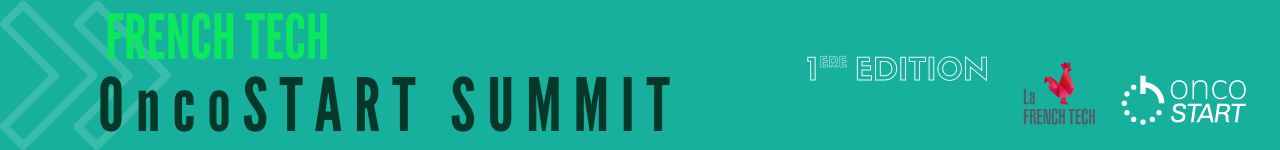 FRENCH TECH
OncoSTART SUMMIT
1ERE EDITION
La
FRENCH TECH
onco
START